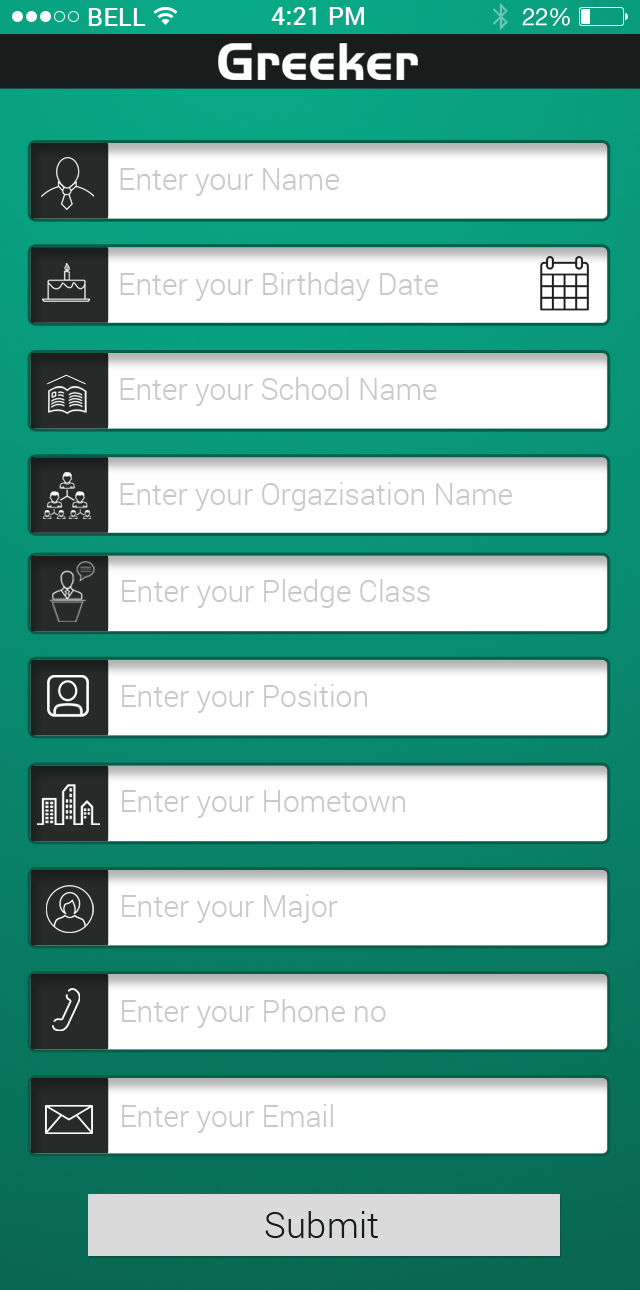 BELL 4:21 PM 22%
Greeker
Enter your Name
Enter your Birthday Date
Enter your School Name
Enter your Orgazisation Name
Enter your Pledge Class
Enter your Position
Enter your Hometown
Enter your Major
Enter your Phone no
Enter your Email
Submit